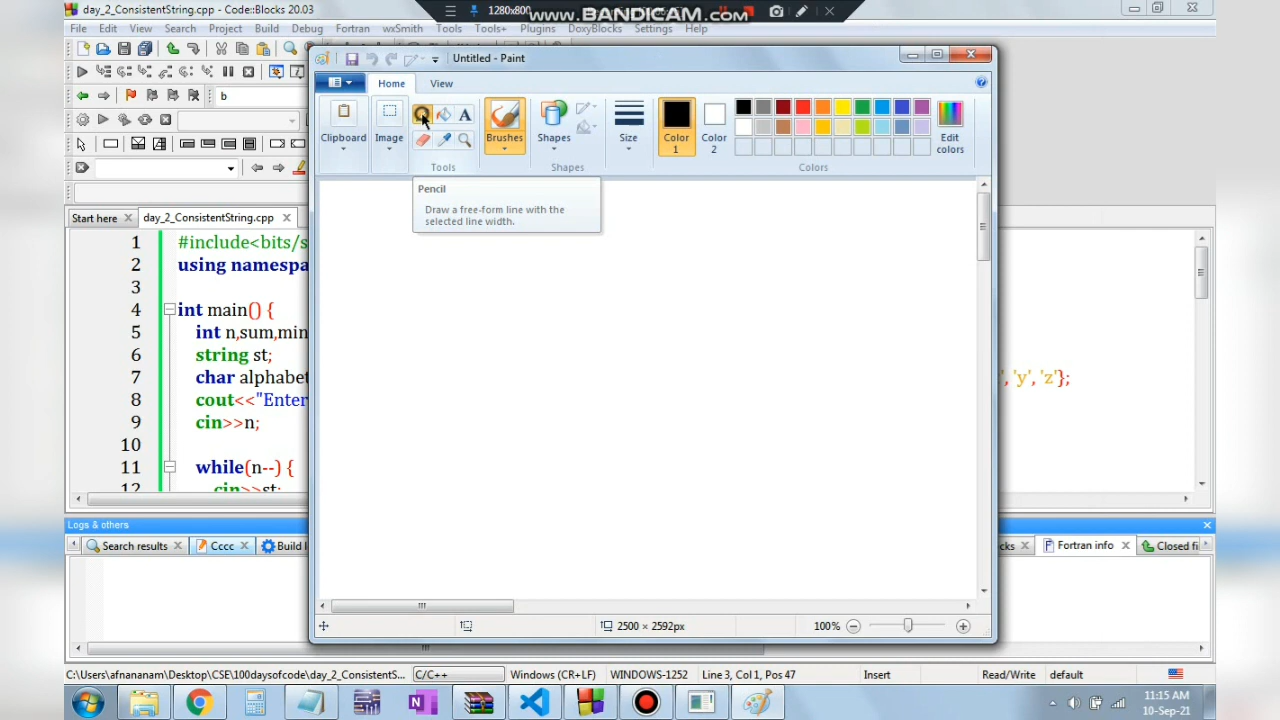 day_2_ConsistentString.cpp - Code::Blocks 20.03
1280x800
www.BANDICAM.com
File Edit View Search Project Build Debug Fortran wxSmith Tools Tools+ Plugins DoxyBlocks Settings Help
Untitled - Paint
Home View
b
Clipboard
Image
Brushes
Shapes
Size
Color 1
Color 2
Edit colors
Tools
Shapes
Colors
Pencil
Draw a free-form line with the
selected line width.
Start here
day_2_ConsistentString.cpp
1 #include<bits/s
2 using namespa
3
4 int main() {
5 int n,sum,min
6 string st;
7 char alphabet
', 'y', 'z'};
8 cout<<"Enter
9 cin>>n;
10
11 while(n--) {
12 cin>>st;
Logs & others
Search results
Cccc
Build l
cks
Fortran info
Closed fi
100%
2500 × 2592px
C:\Users\afnananam\Desktop\CSE\100daysofcode\day_2_ConsistentS... C/C++ Windows (CR+LF) WINDOWS-1252 Line 3, Col 1, Pos 47 Insert Read/Write default
11:15 AM
10-Sep-21